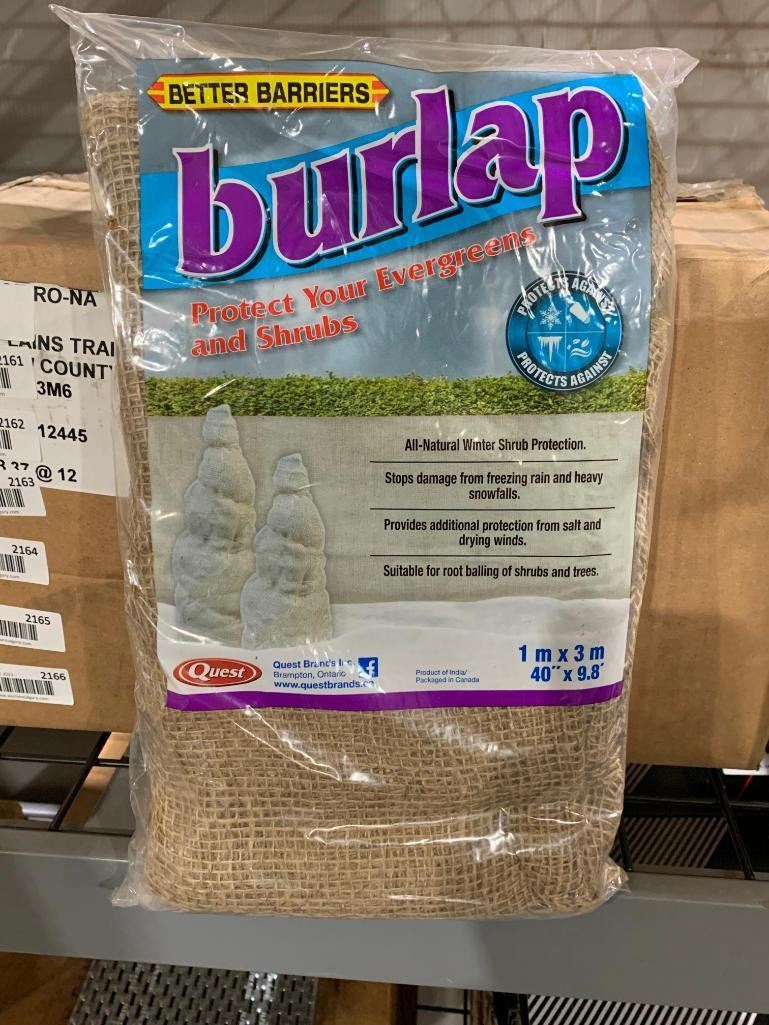 BETTER BARRIERS
burlap
Protect Your Evergreens
and Shrubs
PROTECTS AGAINST
PROTECTS AGAINST
All-Natural Winter Shrub Protection.
Stops damage from freezing rain and heavy
snowfalls.
Provides additional protection from salt and
drying winds.
Suitable for root balling of shrubs and trees.
1 m x 3 m
40" x 9.8'
Quest
Quest Brands Inc.
Brampton, Ontario
www.questbrands.ca
f
Product of India/
Packaged in Canada
RO-NA
TRAI
COUNTY
3M6
12445
37 @ 12
2161
2162
2163
2164
2165
2166